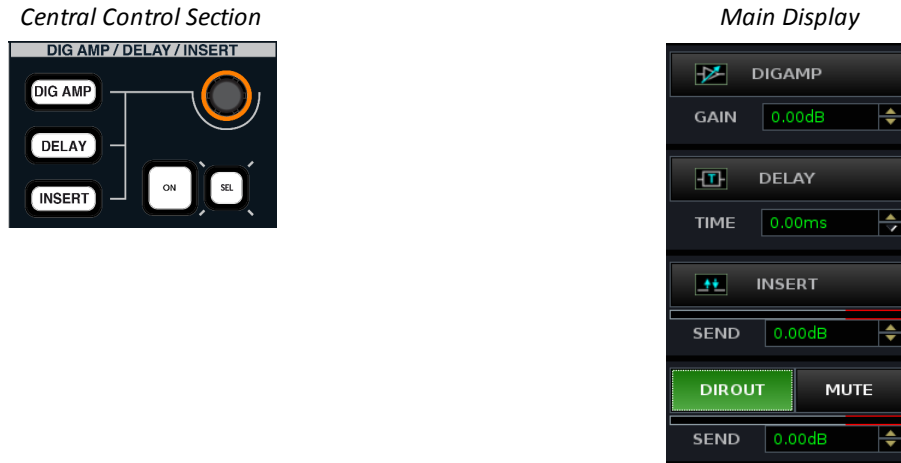 Central Control Section
Main Display
DIG AMP / DELAY / INSERT
DIG AMP
DELAY
INSERT
ON
SEL
DIGAMP
GAIN 0.00dB
T DELAY
TIME 0.00ms
INSERT
SEND 0.00dB
DIROUT MUTE
SEND 0.00dB